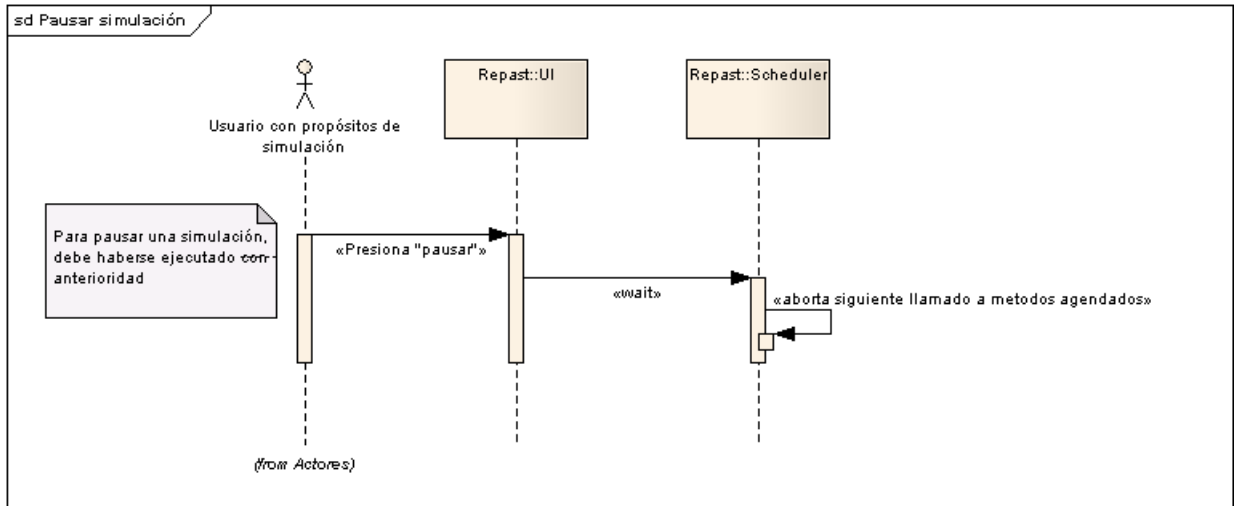 sd Pausar simulación
Repast::UI
Repast::Scheduler
Usuario con propósitos de
simulación
Para pausar una simulación,
debe haberse ejecutado con
anterioridad
«Presiona "pausar"»
«wait»
«aborta siguiente llamado a metodos agendados»
(from Actores)